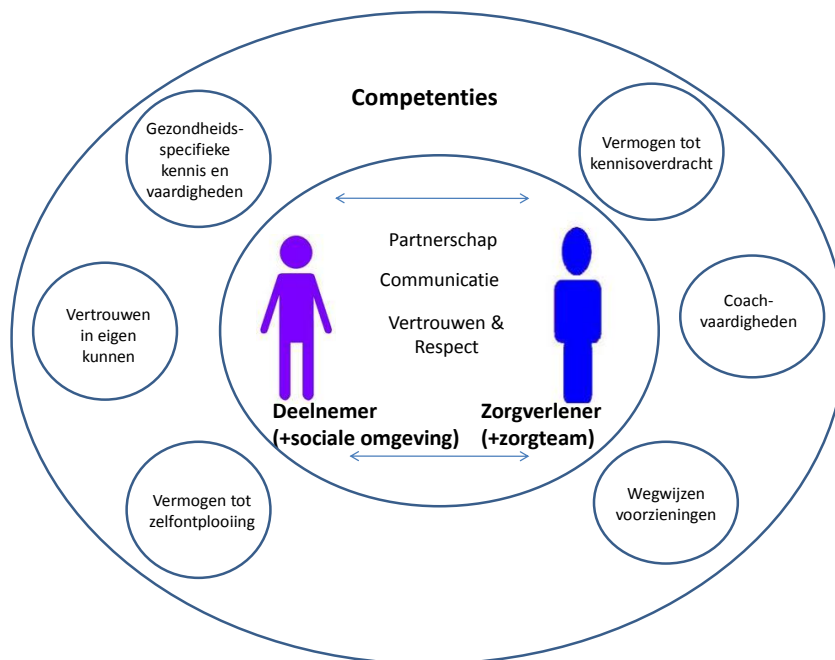 Competenties
Gezondheids-
specifieke
kennis en
vaardigheden
Vermogen tot
kennisoverdracht
Partnerschap
Communicatie
Vertrouwen &
Respect
Vertrouwen
in eigen
kunnen
Coach-
vaardigheden
Deelnemer
(+sociale omgeving)
Zorgverlener
(+zorgteam)
Vermogen tot
zelfontplooiing
Wegwijzen
voorzieningen